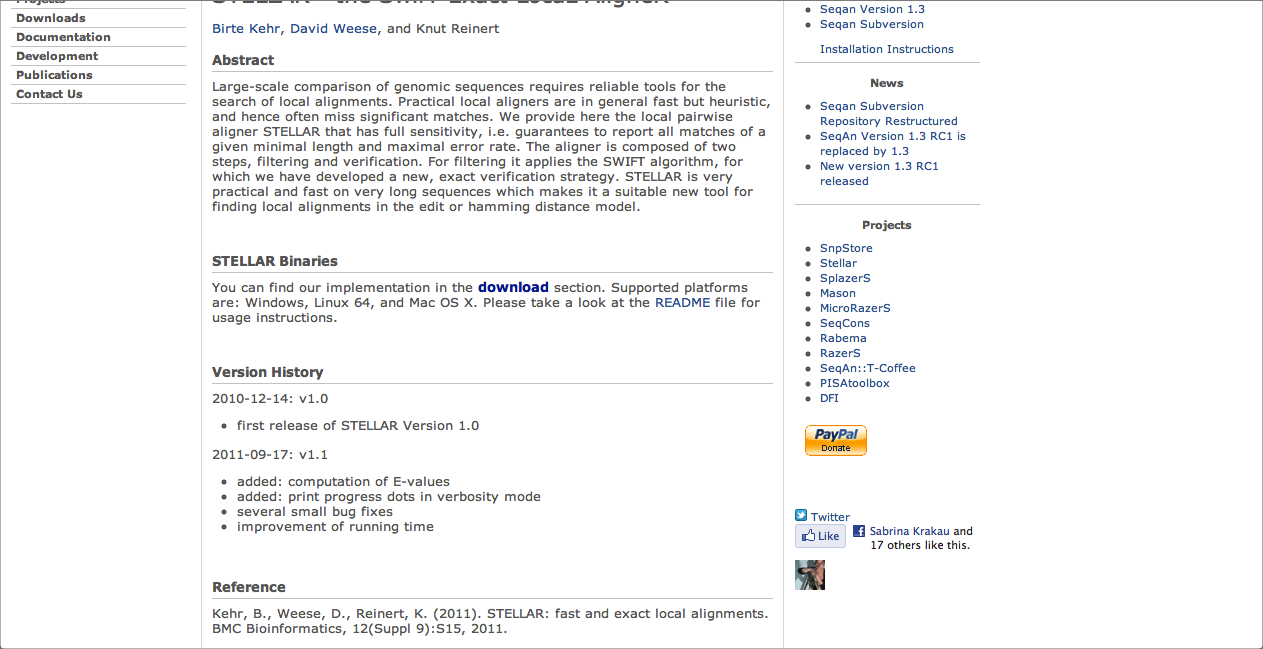 Projects
Downloads
Documentation
Development
Publications
Contact Us
STELLAR - the SWIFT Exact Local AligneR
Birte Kehr, David Weese, and Knut Reinert
Abstract
Large-scale comparison of genomic sequences requires reliable tools for the
search of local alignments. Practical local aligners are in general fast but heuristic,
and hence often miss significant matches. We provide here the local pairwise
aligner STELLAR that has full sensitivity, i.e. guarantees to report all matches of a
given minimal length and maximal error rate. The aligner is composed of two
steps, filtering and verification. For filtering it applies the SWIFT algorithm, for
which we have developed a new, exact verification strategy. STELLAR is very
practical and fast on very long sequences which makes it a suitable new tool for
finding local alignments in the edit or hamming distance model.
STELLAR Binaries
You can find our implementation in the download section. Supported platforms
are: Windows, Linux 64, and Mac OS X. Please take a look at the README file for
usage instructions.
Version History
2010-12-14: v1.0
first release of STELLAR Version 1.0
2011-09-17: v1.1
added: computation of E-values
added: print progress dots in verbosity mode
several small bug fixes
improvement of running time
Reference
Kehr, B., Weese, D., Reinert, K. (2011). STELLAR: fast and exact local alignments.
BMC Bioinformatics, 12(Suppl 9):S15, 2011.
Seqan Version 1.3
Seqan Subversion
Installation Instructions
News
Seqan Subversion
Repository Restructured
SeqAn Version 1.3 RC1 is
replaced by 1.3
New version 1.3 RC1
released
Projects
SnpStore
Stellar
SplazerS
Mason
MicroRazerS
SeqCons
Rabema
RazerS
SeqAn::T-Coffee
PISAtoolbox
DFI
PayPal
Donate
Twitter
Like
Sabrina Krakau and
17 others like this.